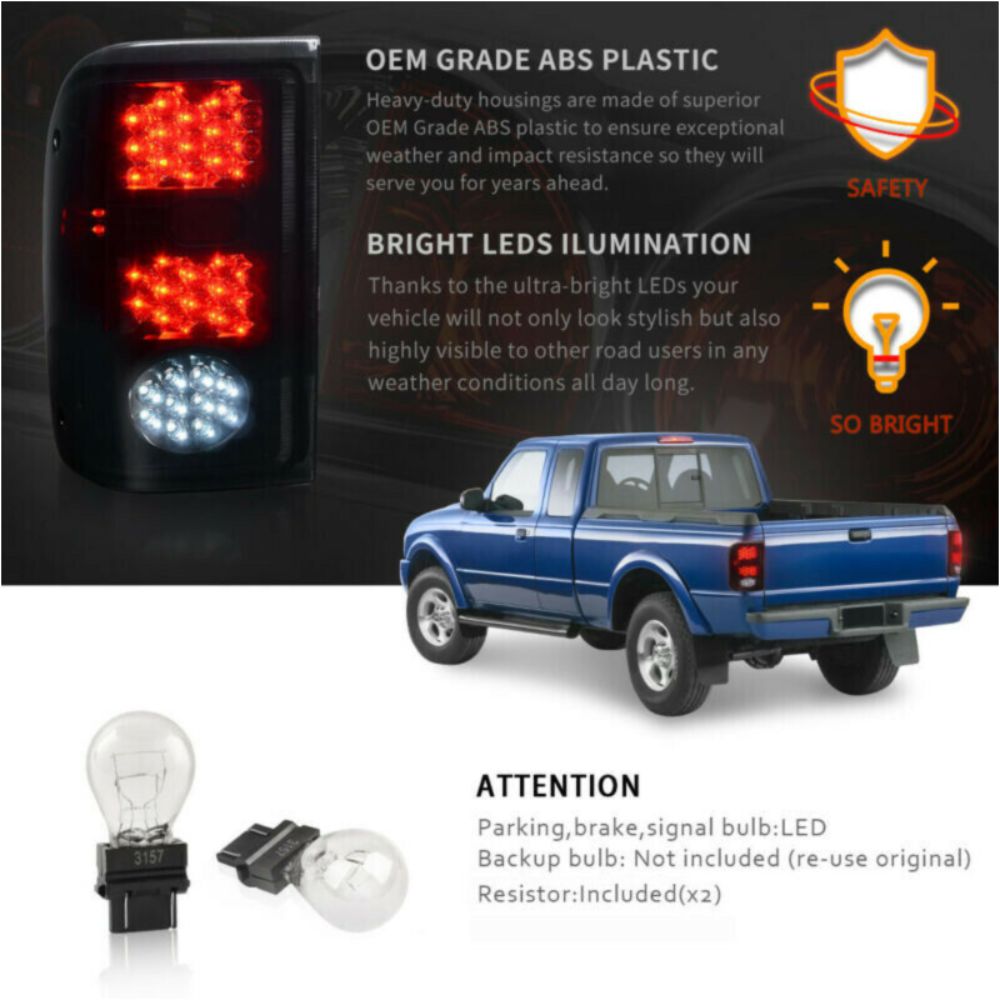 OEM GRADE ABS PLASTIC
Heavy-duty housings are made of superior
OEM Grade ABS plastic to ensure exceptional
weather and impact resistance so they will
serve you for years ahead.
SAFETY
BRIGHT LEDS ILUMINATION
Thanks to the ultra-bright LEDs your
vehicle will not only look stylish but also
highly visible to other road users in any
weather conditions all day long.
SO BRIGHT
3157
3157
ATTENTION
Parking,brake,signal bulb:LED
Backup bulb: Not included (re-use original)
Resistor:Included(x2)